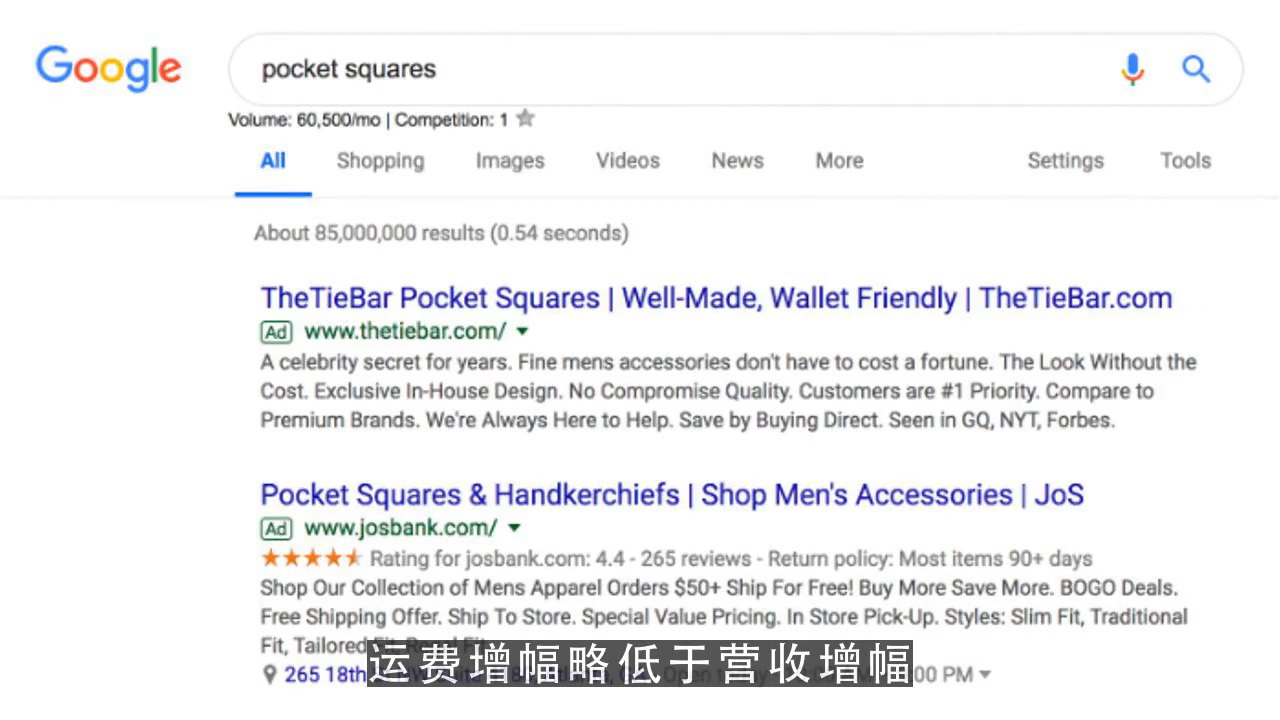 Google
pocket squares
Volume: 60,500/mo | Competition: 1
All Shopping Images Videos News More Settings Tools
About 85,000,000 results (0.54 seconds)
TheTieBar Pocket Squares | Well-Made, Wallet Friendly | TheTieBar.com
Ad www.thetiebar.com/
A celebrity secret for years. Fine mens accessories don't have to cost a fortune. The Look Without the
Cost. Exclusive In-House Design. No Compromise Quality. Customers are #1 Priority. Compare to
Premium Brands. We're Always Here to Help. Save by Buying Direct. Seen in GQ, NYT, Forbes.
Pocket Squares & Handkerchiefs | Shop Men's Accessories | JoS
Ad www.josbank.com/
Rating for josbank.com: 4.4 - 265 reviews - Return policy: Most items 90+ days
Shop Our Collection of Mens Apparel Orders $50+ Ship For Free! Buy More Save More. BOGO Deals.
Free Shipping Offer. Ship To Store. Special Value Pricing. In Store Pick-Up. Styles: Slim Fit, Traditional
Fit, Tailored
265 18th PM
运费增幅略低于营收增幅